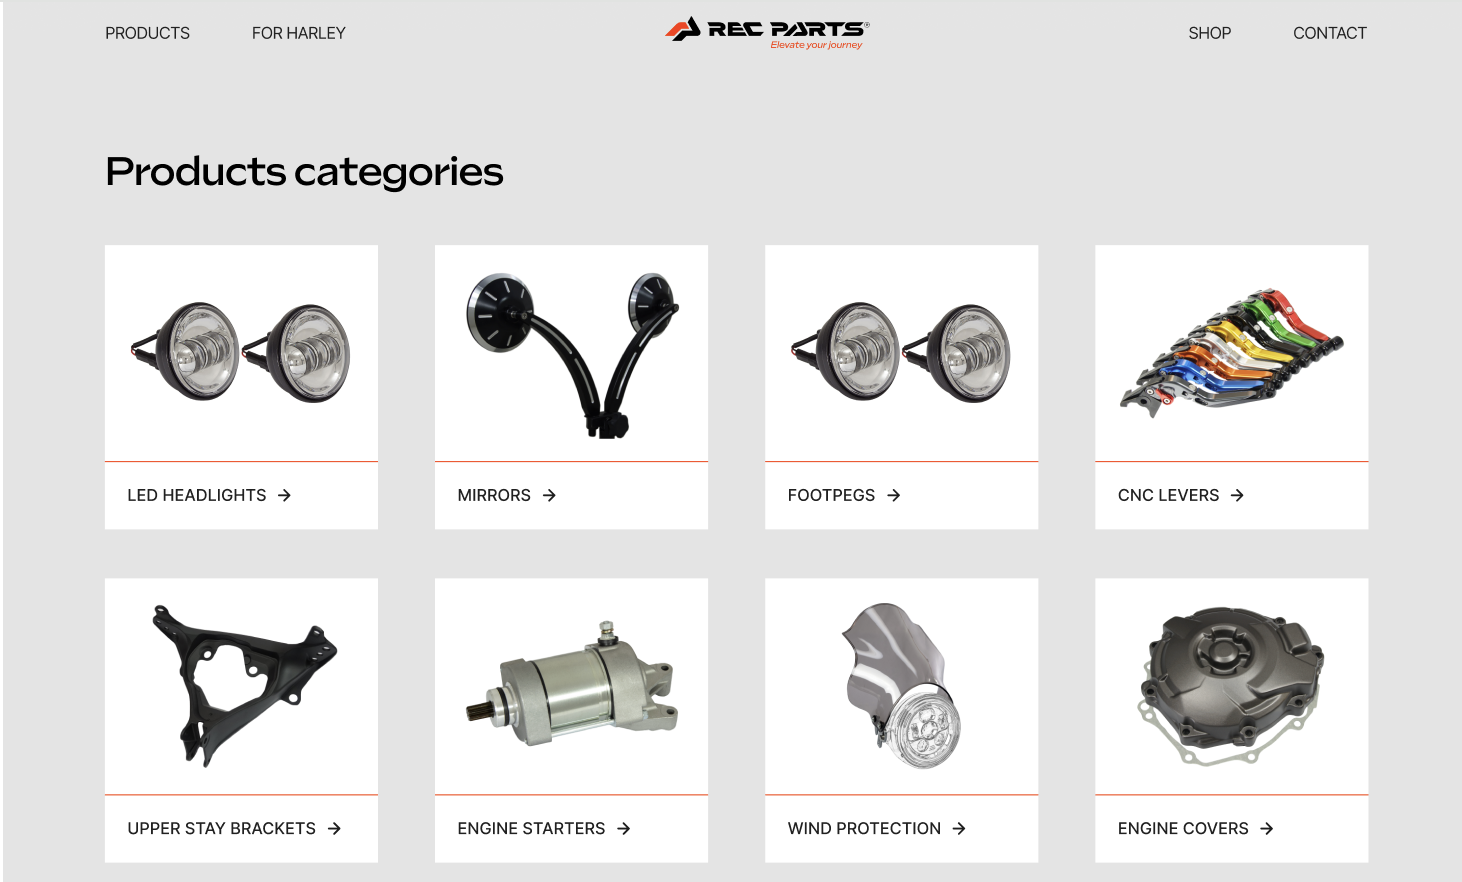 PRODUCTS FOR HARLEY REC PARTS® SHOP CONTACT
Elevate your journey
Products categories
LED HEADLIGHTS → MIRRORS → FOOTPEGS → CNC LEVERS →
UPPER STAY BRACKETS → ENGINE STARTERS → WIND PROTECTION → ENGINE COVERS →